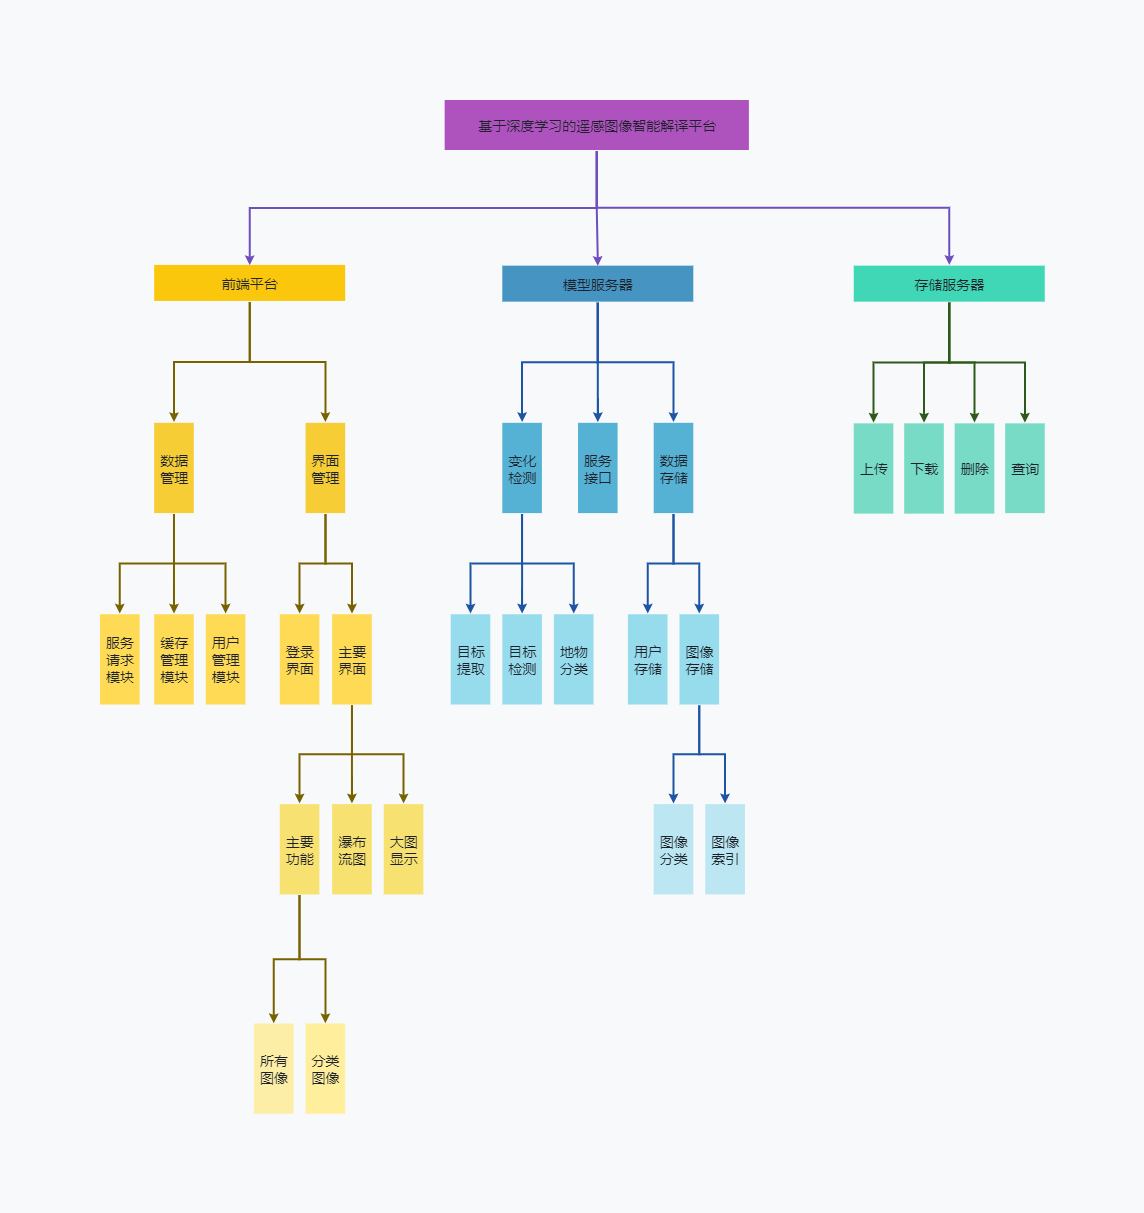 基于深度学习的遥感图像智能解译平台
前端平台
模型服务器
存储服务器
数据
管理
界面
管理
变化
检测
服务
接口
数据
存储
上传
下载
删除
查询
服务
请求
模块
缓存
管理
模块
用户
管理
模块
登录
界面
主要
界面
目标
提取
目标
检测
地物
分类
用户
存储
图像
存储
主要
功能
瀑布
流图
大图
显示
图像
分类
图像
索引
所有
图像
分类
图像